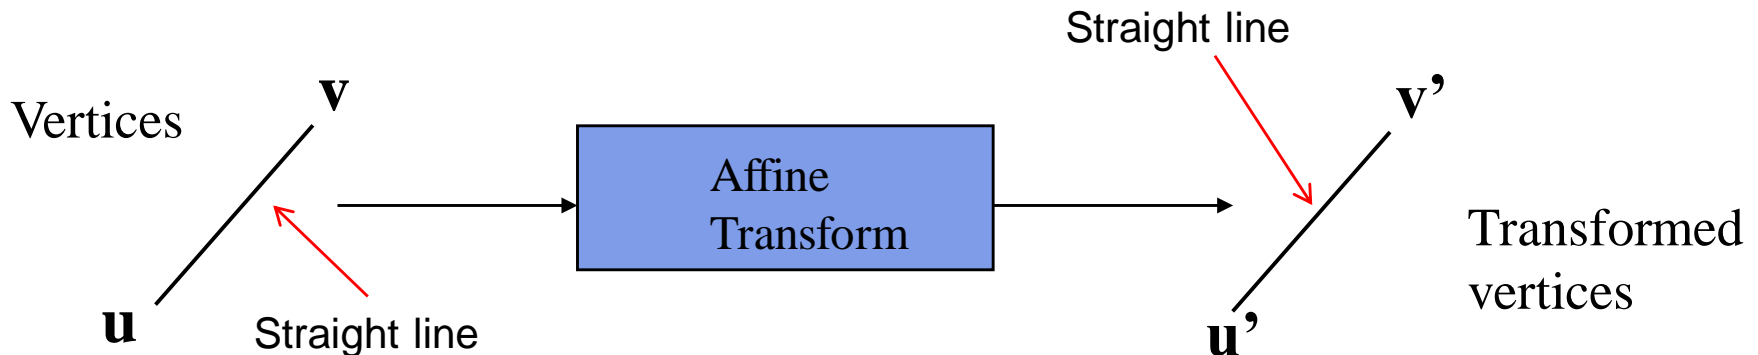 Straight line
v
v’
Vertices
Affine
Transform
Transformed
vertices
u
Straight line
u’